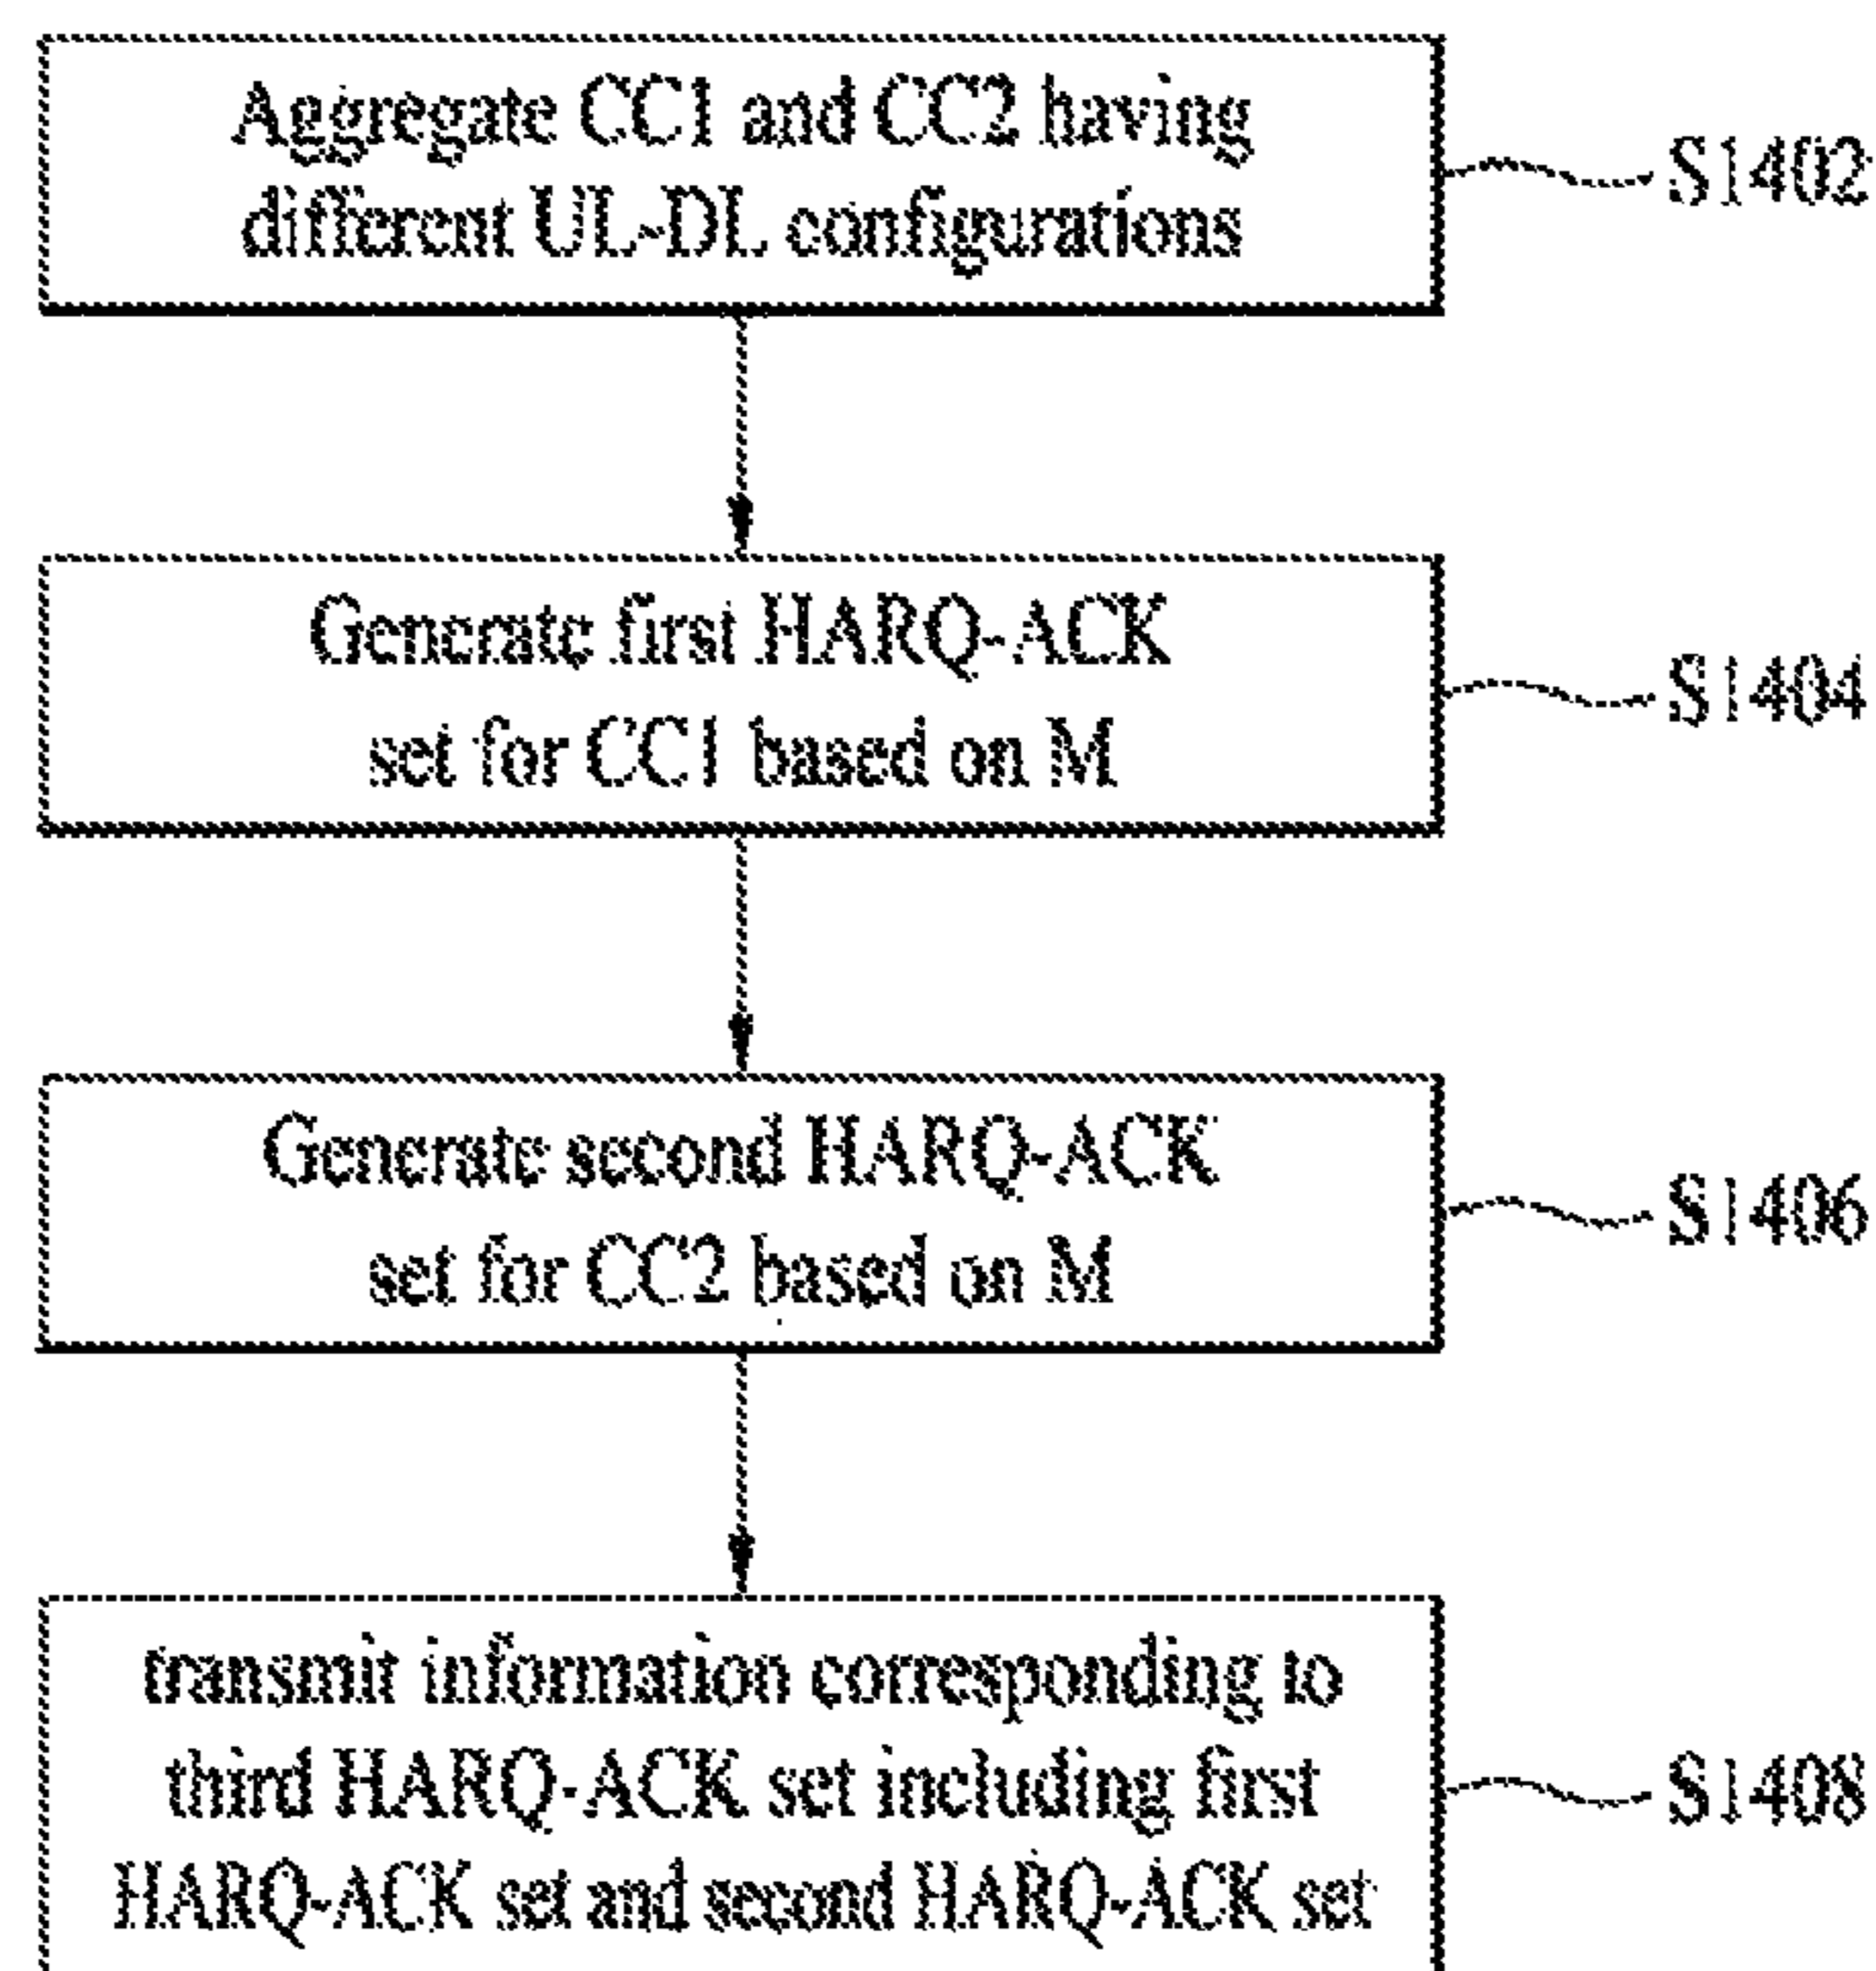 Aggregate CC1 and CC2 having
different UL-DL configurations
S1402
Generate first HARQ-ACK
set for CC1 based on M
S1404
Generate second HARQ-ACK
set for CC2 based on M
S1406
transmit information corresponding to
third HARQ-ACK set including first
HARQ-ACK set and second HARQ-ACK set
S1408